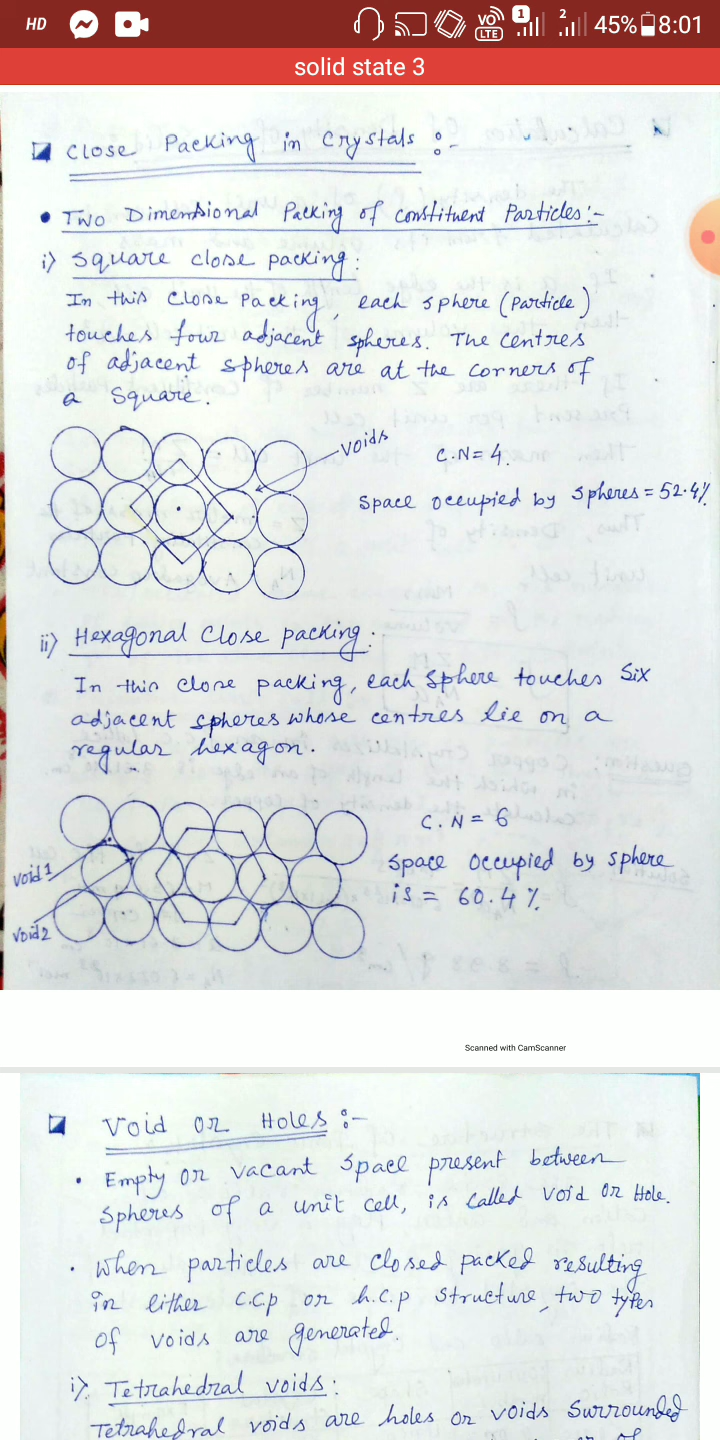 HD
VO LTE
1
2
45%
8:01
solid state 3
Close Packing in Crystals :-
• Two Dimensional Packing of constituent Particles:-
i) Square close packing:
In this close Packing, each sphere (Particle)
touches four adjacent spheres. The centres
of adjacent spheres are at the corners of
a square.
voids
C.N= 4.
Space occupied by spheres = 52.4%
ii) Hexagonal close packing:
In this close packing, each sphere touches six
adjacent spheres whose centres lie on, a
regular hexagon.
C.N = 6
void1
Space occupied by sphere
is = 60.4 %.
void2
Scanned with CamScanner
Void or Holes :-
• Empty or vacant space present between
spheres of a unit cell, is called void or Hole.
• When particles are closed packed resulting
in either c.c.p or h.c.p structure, two types
of voids are generated.
i) Tetrahedral voids:
Tetrahedral voids are holes or voids surrounded